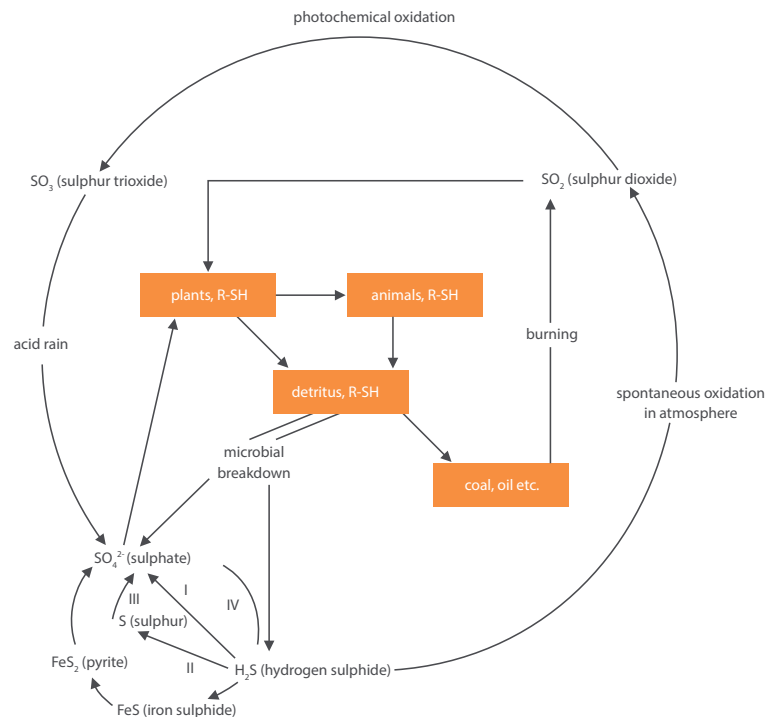 photochemical oxidation
SO₃ (sulphur trioxide)
SO₂ (sulphur dioxide)
plants, R-SH
animals, R-SH
acid rain
burning
detritus, R-SH
spontaneous oxidation
in atmosphere
microbial
breakdown
coal, oil etc.
SO₄²⁻ (sulphate)
III
I
IV
S (sulphur)
FeS₂ (pyrite)
II
H₂S (hydrogen sulphide)
FeS (iron sulphide)